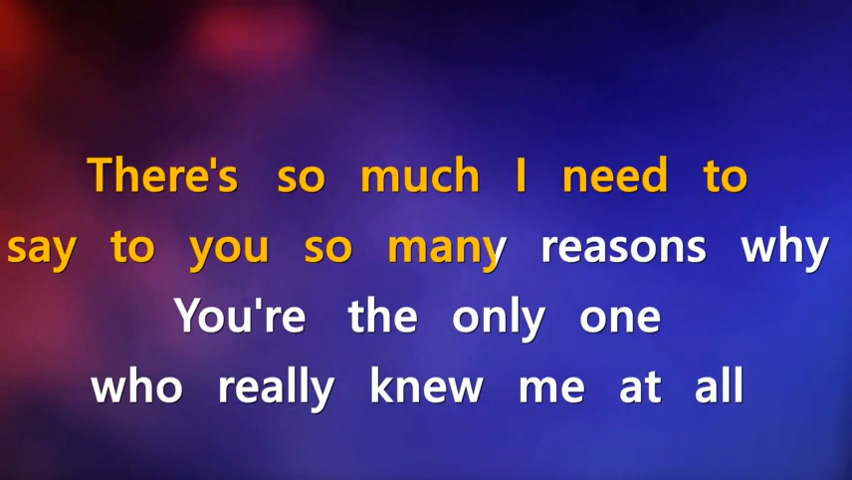 There's so much I need to
say to you so many reasons why
You're the only one
who really knew me at all